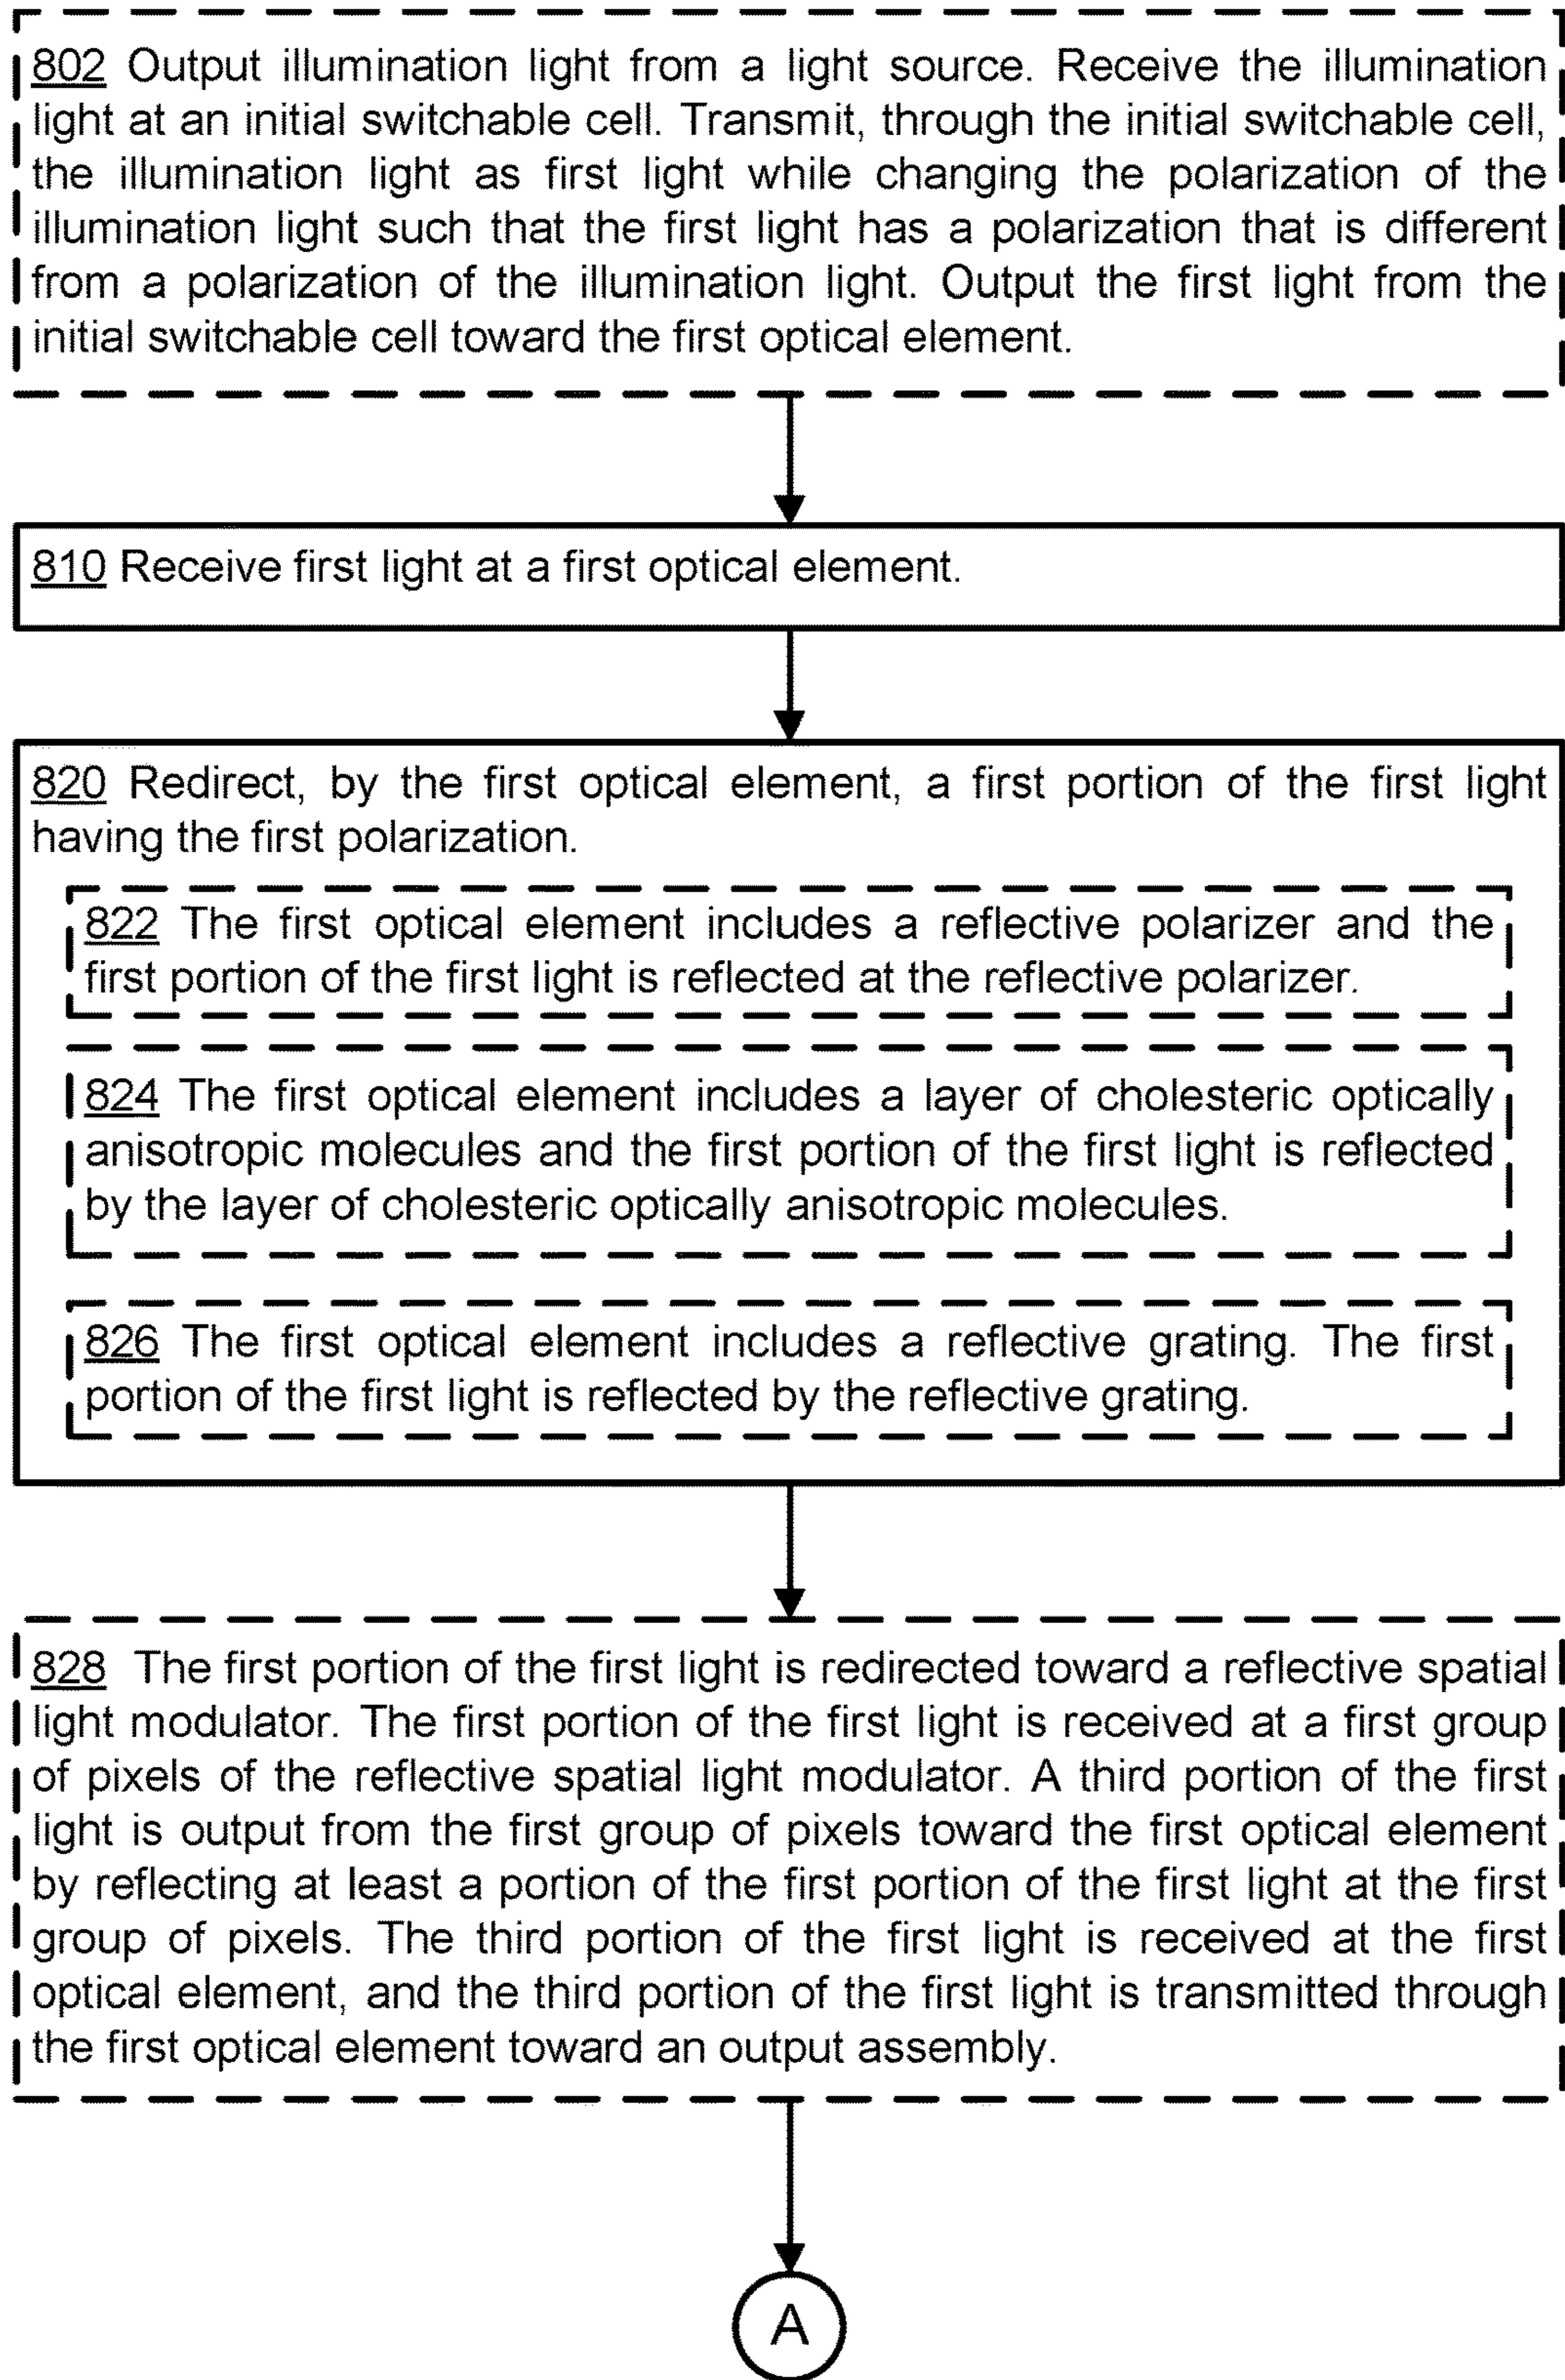 802 Output illumination light from a light source. Receive the illumination
light at an initial switchable cell. Transmit, through the initial switchable cell,
the illumination light as first light while changing the polarization of the
illumination light such that the first light has a polarization that is different
from a polarization of the illumination light. Output the first light from the
initial switchable cell toward the first optical element.
810 Receive first light at a first optical element.
820 Redirect, by the first optical element, a first portion of the first light
having the first polarization.
822 The first optical element includes a reflective polarizer and the
first portion of the first light is reflected at the reflective polarizer.
824 The first optical element includes a layer of cholesteric optically
anisotropic molecules and the first portion of the first light is reflected
by the layer of cholesteric optically anisotropic molecules.
826 The first optical element includes a reflective grating. The first
portion of the first light is reflected by the reflective grating.
828 The first portion of the first light is redirected toward a reflective spatial
light modulator. The first portion of the first light is received at a first group
of pixels of the reflective spatial light modulator. A third portion of the first
light is output from the first group of pixels toward the first optical element
by reflecting at least a portion of the first portion of the first light at the first
group of pixels. The third portion of the first light is received at the first
optical element, and the third portion of the first light is transmitted through
the first optical element toward an output assembly.
A